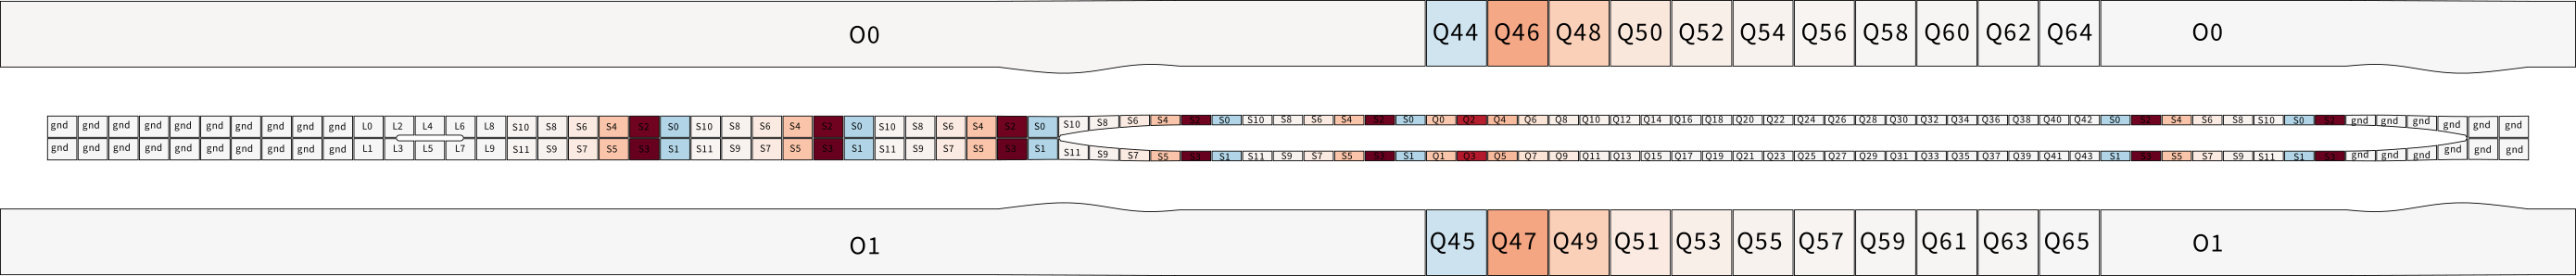 O0 Q44 Q46 Q48 Q50 Q52 Q54 Q56 Q58 Q60 Q62 Q64 O0
gnd gnd gnd gnd gnd gnd gnd gnd gnd gnd L0 L2 L4 L6 L8 S10 S8 S6 S4 S2 S0 S10 S8 S6 S4 S2 S0 S10 S8 S6 S4 S2 S0 S10 S8 S6 S4 S2 S0 S10 S8 S6 S4 S2 S0 Q0 Q2 Q4 Q6 Q8 Q10 Q12 Q14 Q16 Q18 Q20 Q22 Q24 Q26 Q28 Q30 Q32 Q34 Q36 Q38 Q40 Q42 S0 S2 S4 S6 S8 S10 S0 S2 gnd gnd gnd gnd gnd gnd
gnd gnd gnd gnd gnd gnd gnd gnd gnd gnd L1 L3 L5 L7 L9 S11 S9 S7 S5 S3 S1 S11 S9 S7 S5 S3 S1 S11 S9 S7 S5 S3 S1 S11 S9 S7 S5 S3 S1 S11 S9 S7 S5 S3 S1 Q1 Q3 Q5 Q7 Q9 Q11 Q13 Q15 Q17 Q19 Q21 Q23 Q25 Q27 Q29 Q31 Q33 Q35 Q37 Q39 Q41 Q43 S1 S3 S5 S7 S9 S11 S1 S3 gnd gnd gnd gnd gnd gnd
O1 Q45 Q47 Q49 Q51 Q53 Q55 Q57 Q59 Q61 Q63 Q65 O1